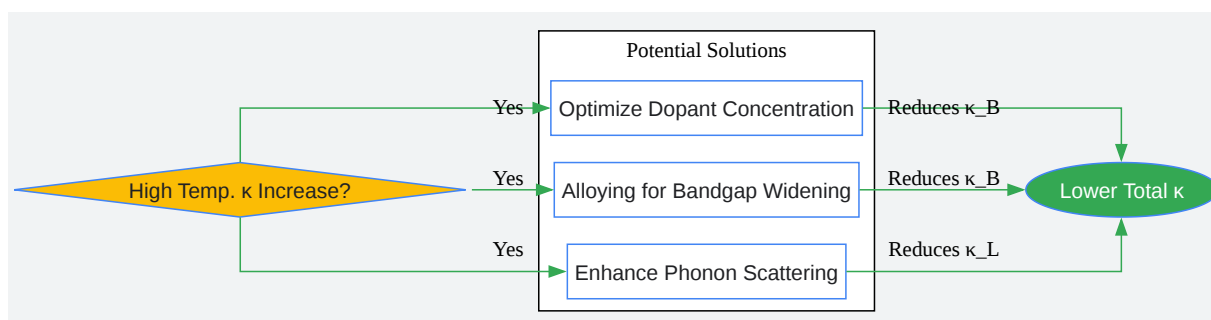 Potential Solutions
Yes
Optimize Dopant Concentration
Reduces κ_B
High Temp. κ Increase?
Yes
Alloying for Bandgap Widening
Reduces κ_B
Lower Total κ
Yes
Enhance Phonon Scattering
Reduces κ_L